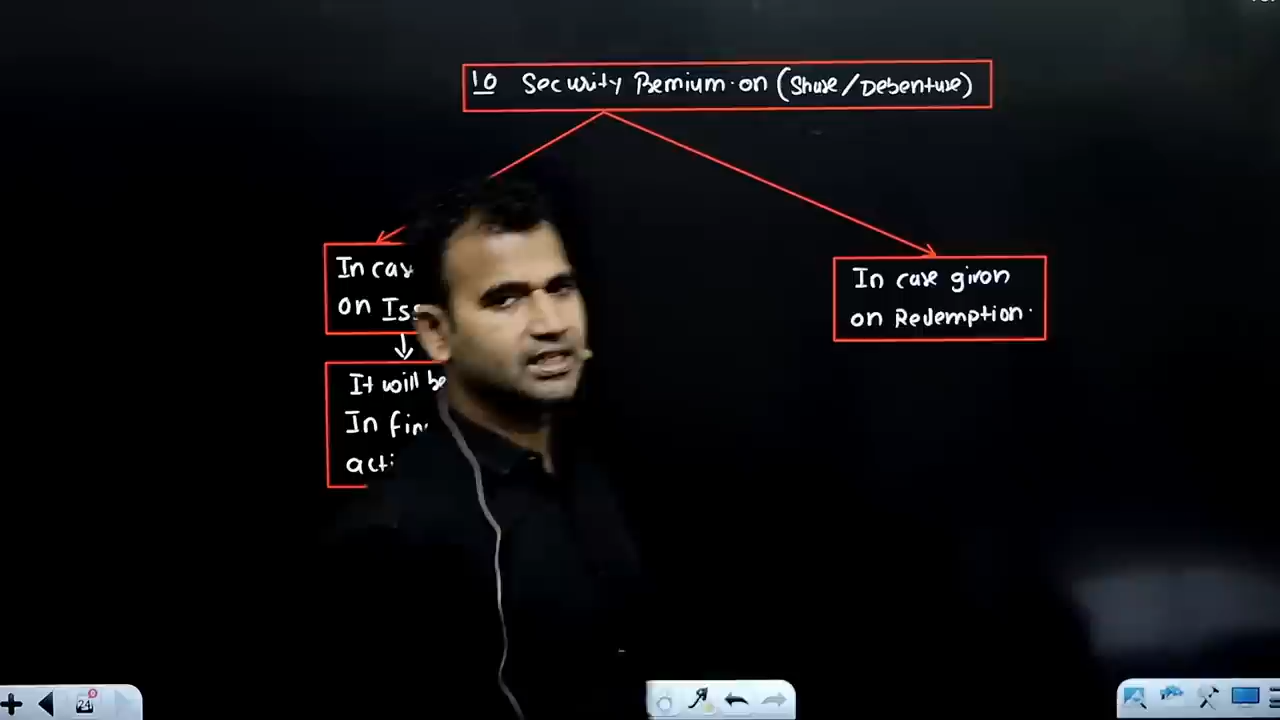 10 Security Premium on (Share/Debenture)
In case
on Iss
In case given
on Redemption.
It will be
In fin
acti
24